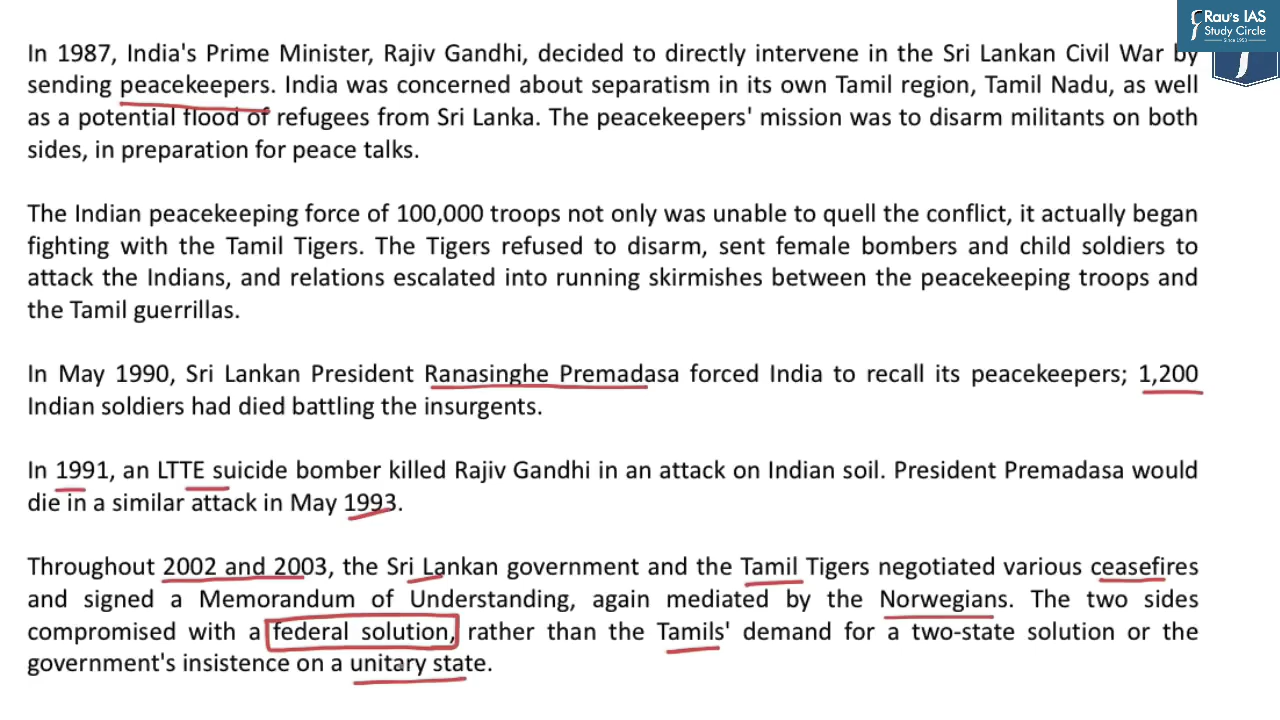 Rau's IAS
Study Circle
Since 1953
In 1987, India's Prime Minister, Rajiv Gandhi, decided to directly intervene in the Sri Lankan Civil War by
sending peacekeepers. India was concerned about separatism in its own Tamil region, Tamil Nadu, as well
as a potential flood of refugees from Sri Lanka. The peacekeepers' mission was to disarm militants on both
sides, in preparation for peace talks.
The Indian peacekeeping force of 100,000 troops not only was unable to quell the conflict, it actually began
fighting with the Tamil Tigers. The Tigers refused to disarm, sent female bombers and child soldiers to
attack the Indians, and relations escalated into running skirmishes between the peacekeeping troops and
the Tamil guerrillas.
In May 1990, Sri Lankan President Ranasinghe Premadasa forced India to recall its peacekeepers; 1,200
Indian soldiers had died battling the insurgents.
In 1991, an LTTE suicide bomber killed Rajiv Gandhi in an attack on Indian soil. President Premadasa would
die in a similar attack in May 1993.
Throughout 2002 and 2003, the Sri Lankan government and the Tamil Tigers negotiated various ceasefires
and signed a Memorandum of Understanding, again mediated by the Norwegians. The two sides
compromised with a federal solution, rather than the Tamils' demand for a two-state solution or the
government's insistence on a unitary state.